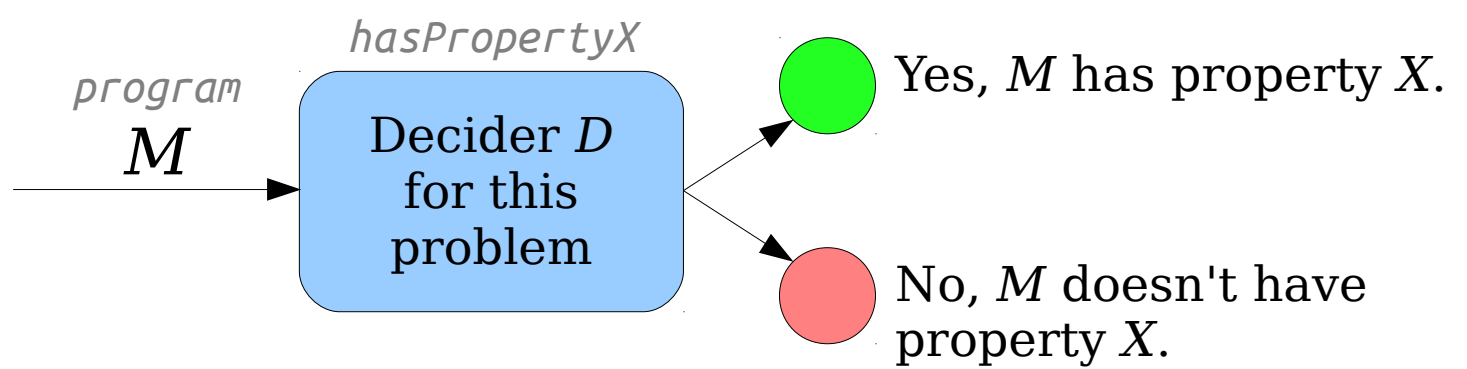 hasPropertyX
program
M
Decider D
for this
problem
Yes, M has property X.
No, M doesn't have
property X.